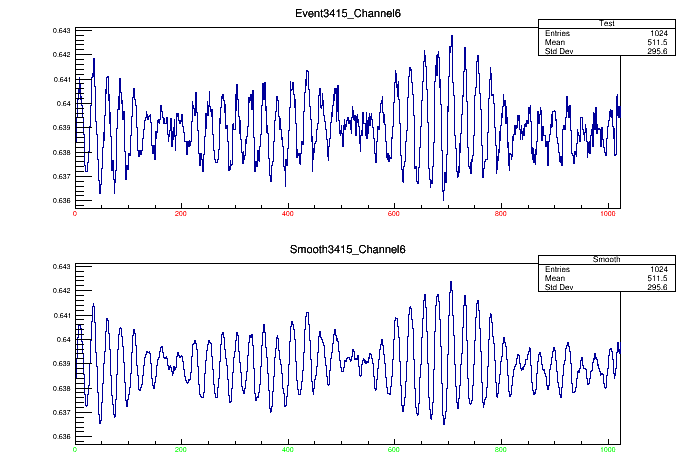 Event3415_Channel6
Test
Entries 1024
Mean 511.5
Std Dev 295.6
0.643
0.642
0.641
0.64
0.639
0.638
0.637
0.636
0 200 400 600 800 1000
Smooth3415_Channel6
Smooth
Entries 1024
Mean 511.5
Std Dev 295.6
0.643
0.642
0.641
0.64
0.639
0.638
0.637
0.636
0 200 400 600 800 1000